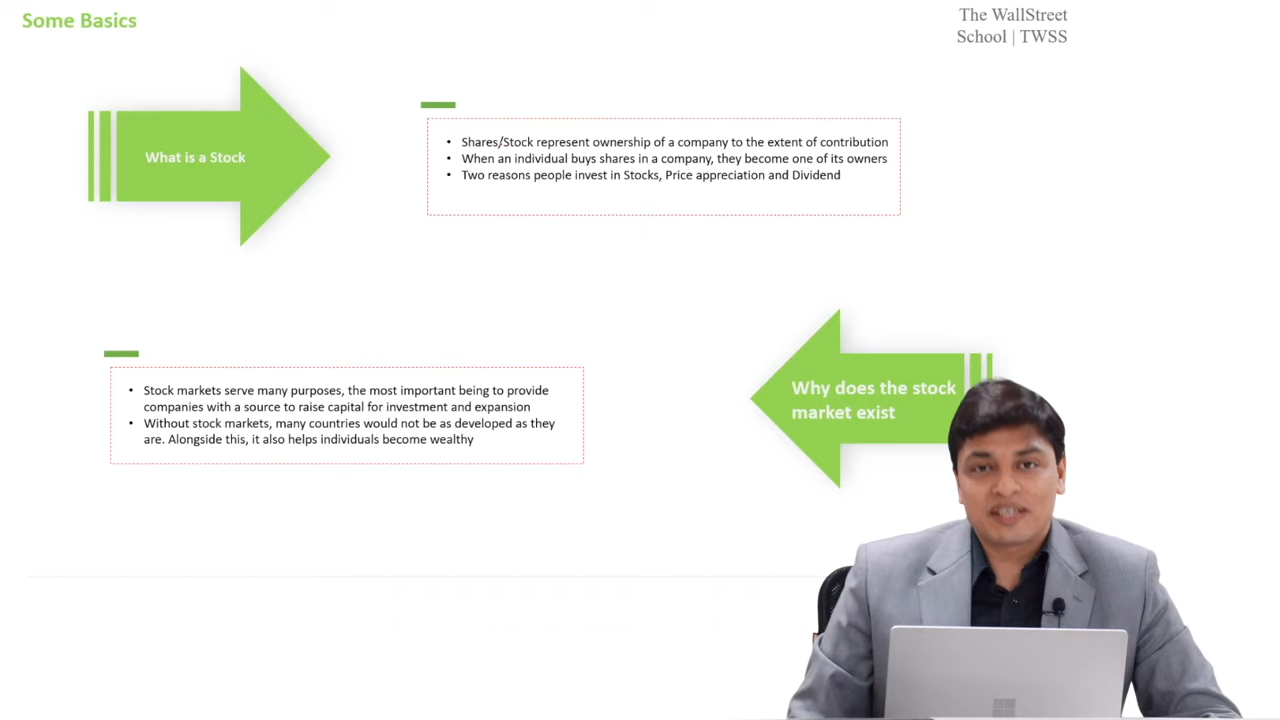 Some Basics
The WallStreet
School | TWSS
What is a Stock
• Shares/Stock represent ownership of a company to the extent of contribution
• When an individual buys shares in a company, they become one of its owners
• Two reasons people invest in Stocks, Price appreciation and Dividend
• Stock markets serve many purposes, the most important being to provide
companies with a source to raise capital for investment and expansion
• Without stock markets, many countries would not be as developed as they
are. Alongside this, it also helps individuals become wealthy
Why does the stock
market exist